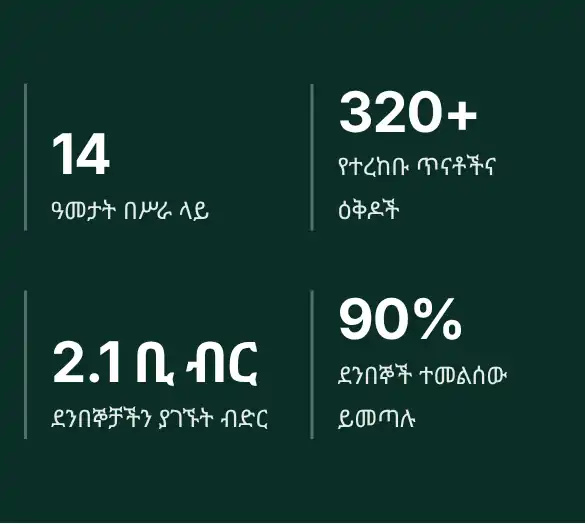 14
ዓመታት በሥራ ላይ
320+
የተረከቡ ጥናቶችና
ዕቅዶች
2.1 ቢ ብር
ደንበኞቻችን ያገኙት ብድር
90%
ደንበኞች ተመልሰው
ይመጣሉ